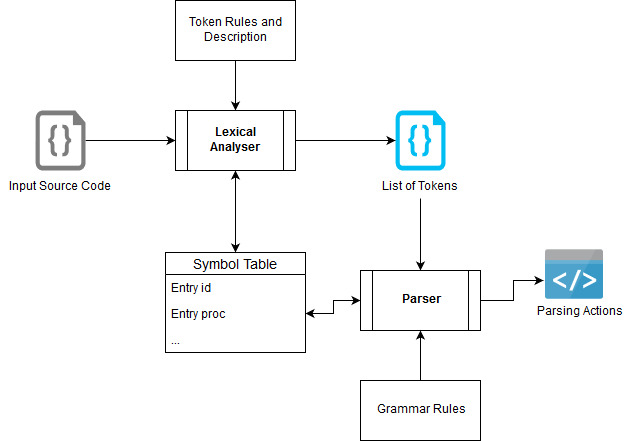 Token Rules and
Description
Lexical
Analyser
{}
{}
Input Source Code
List of Tokens
Symbol Table
Entry id
Entry proc
...
Parser
</>
Parsing Actions
Grammar Rules